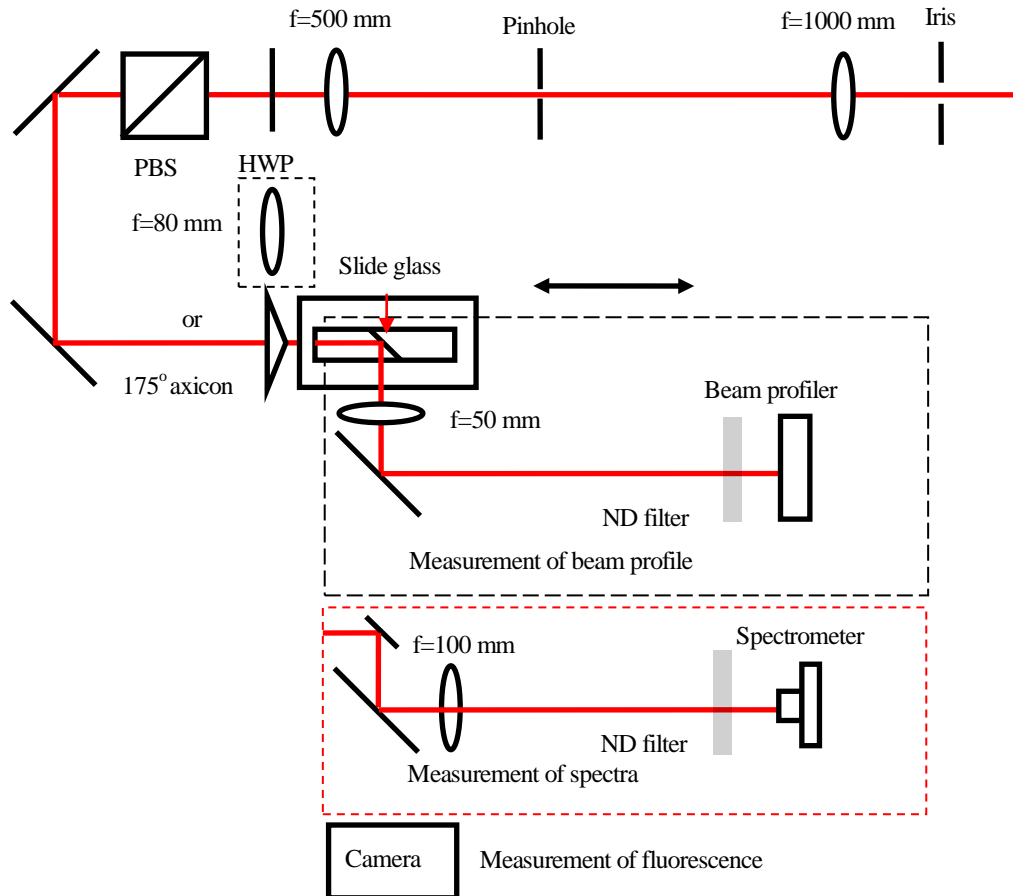 f=500 mm
Pinhole
f=1000 mm
Iris
PBS
HWP
f=80 mm
Slide glass
or
175° axicon
f=50 mm
Beam profiler
ND filter
Measurement of beam profile
f=100 mm
Spectrometer
ND filter
Measurement of spectra
Camera
Measurement of fluorescence